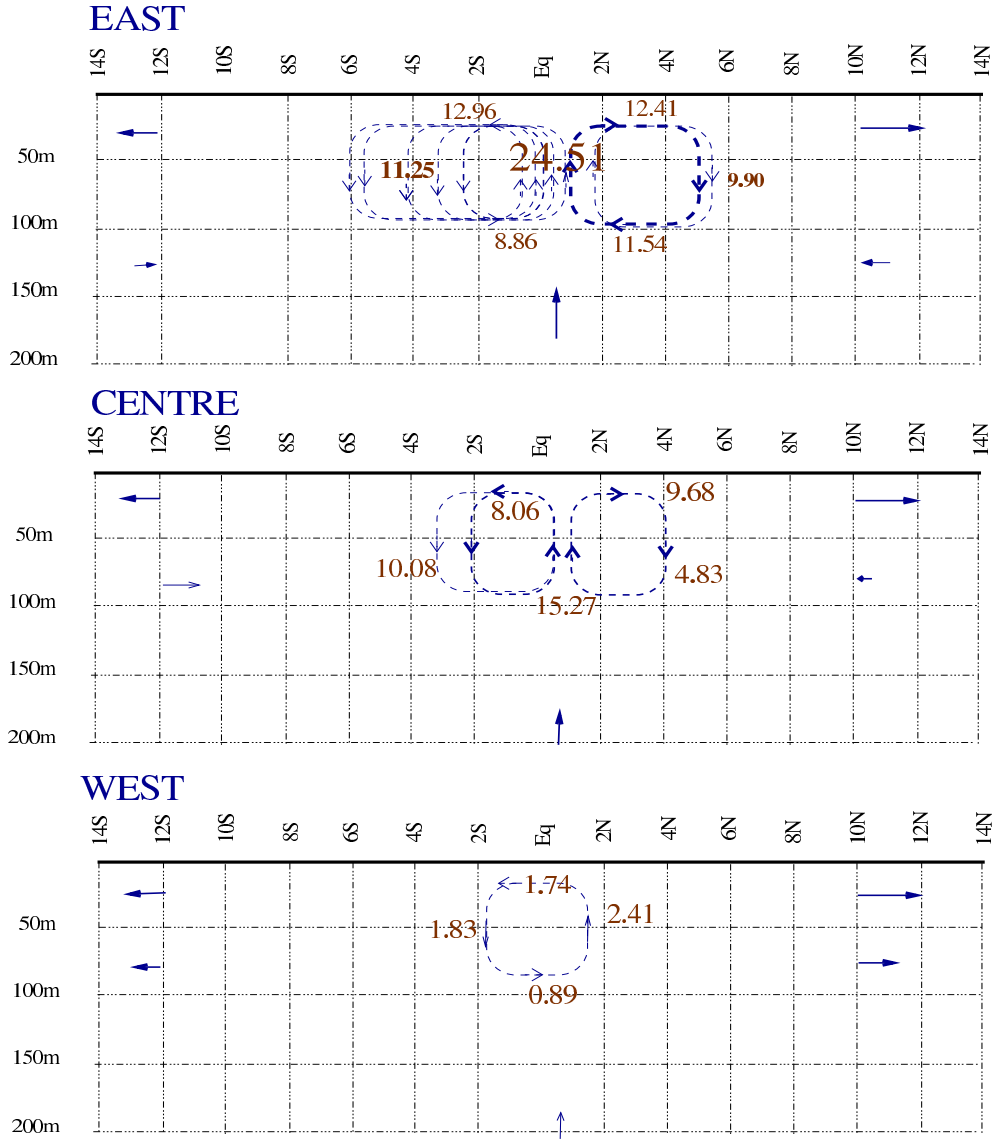 EAST
14S 12S 10S 8S 6S 4S 2S Eq 2N 4N 6N 8N 10N 12N 14N
12.96 12.41
50m 11.25 24.51 9.90
100m 8.86 11.54
150m
200m
CENTRE
14S 12S 10S 8S 6S 4S 2S Eq 2N 4N 6N 8N 10N 12N 14N
8.06 9.68
50m
10.08 4.83
100m 15.27
150m
200m
WEST
14S 12S 10S 8S 6S 4S 2S Eq 2N 4N 6N 8N 10N 12N 14N
1.74
50m 1.83 2.41
100m 0.89
150m
200m